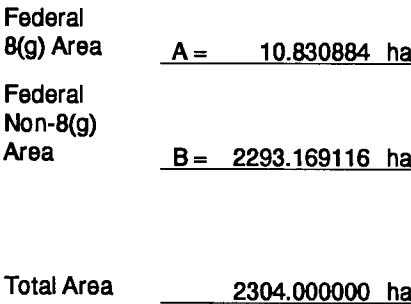 Federal
8(g) Area A = 10.830884 ha
Federal
Non-8(g)
Area B = 2293.169116 ha
Total Area 2304.000000 ha